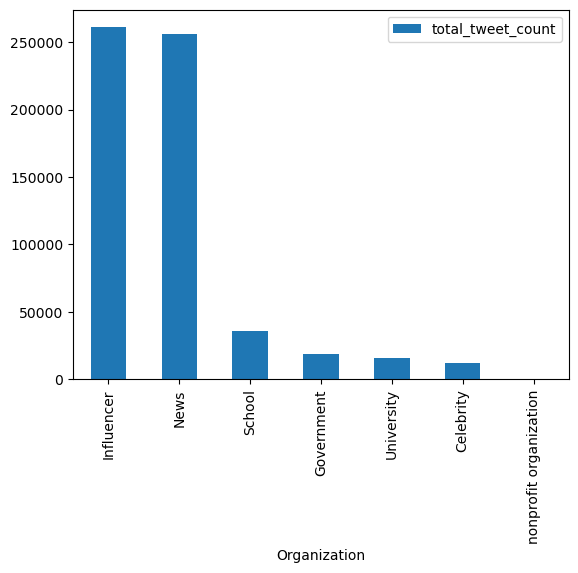 total_tweet_count
250000
200000
150000
100000
50000
0
Influencer
News
School
Government
University
Celebrity
nonprofit organization
Organization